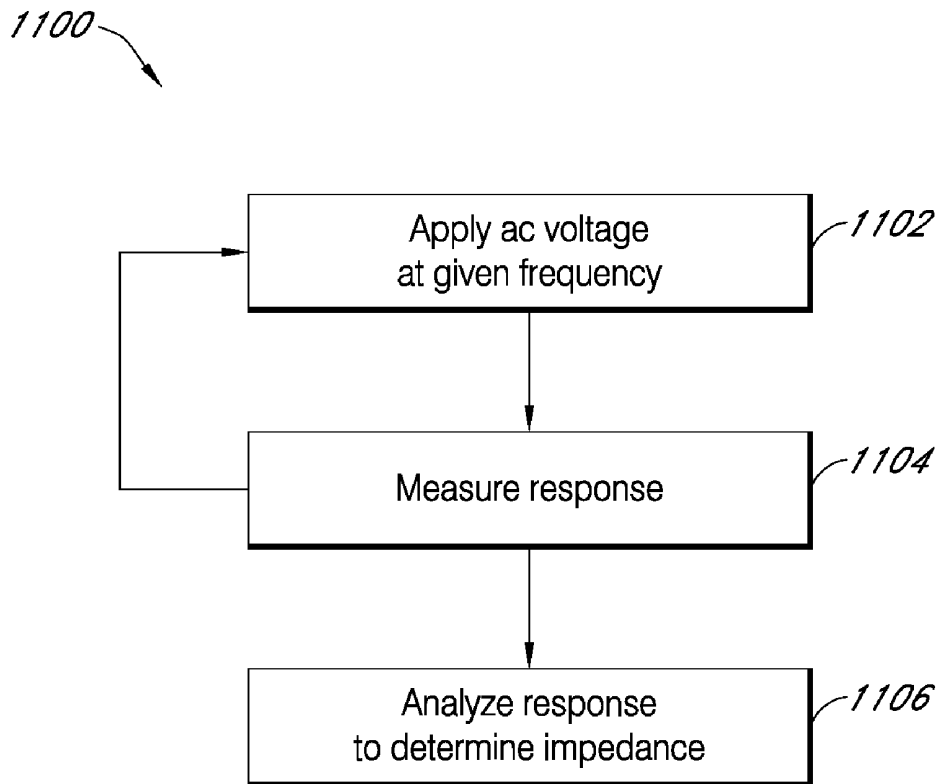 1100
Apply ac voltage
at given frequency
1102
Measure response
1104
Analyze response
to determine impedance
1106